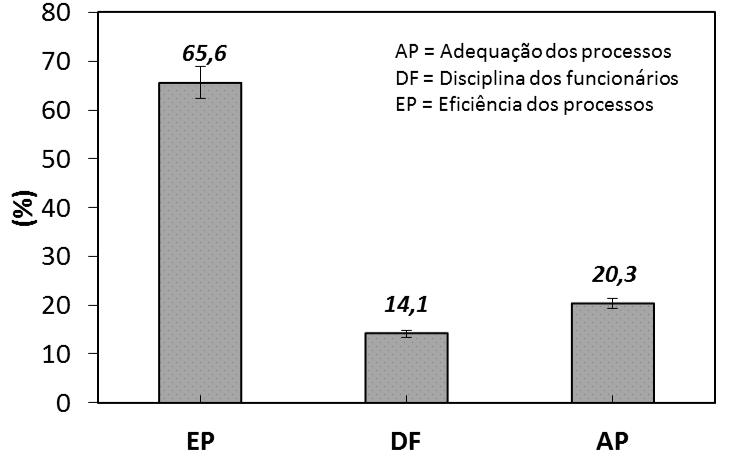 80
70
60
50
40
30
20
10
0
(%)
65,6
14,1
20,3
AP = Adequação dos processos
DF = Disciplina dos funcionários
EP = Eficiência dos processos
EP
DF
AP